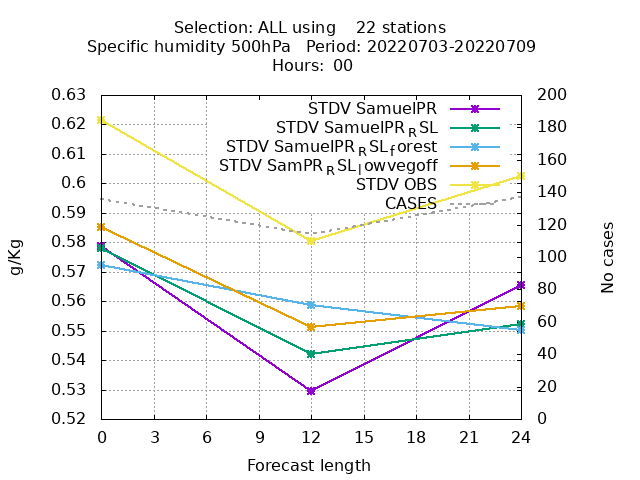 Selection: ALL using    22 stations
Specific humidity 500hPa   Period: 20220703-20220709
Hours:  00
STDV SamuelPR
STDV SamuelPR_RSL
STDV SamuelPR_RSL_forest
STDV SamPR_RSL_lowvegoff
STDV OBS
CASES
0.63
0.62
0.61
0.6
0.59
0.58
0.57
0.56
0.55
0.54
0.53
0.52
g/Kg
200
180
160
140
120
100
80
60
40
20
0
No cases
0 3 6 9 12 15 18 21 24
Forecast length